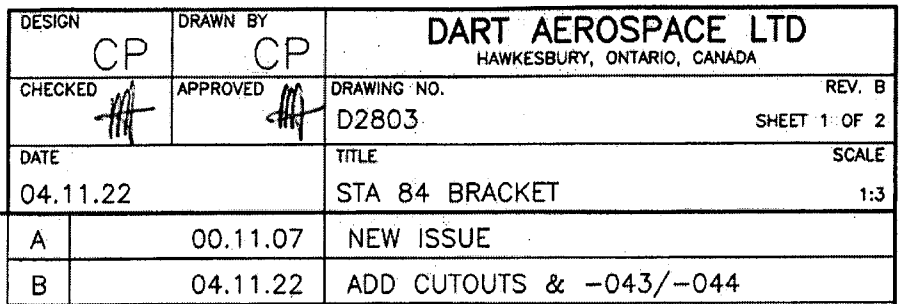 DESIGN
CP
DRAWN BY
CP
DART AEROSPACE LTD
HAWKESBURY, ONTARIO, CANADA
CHECKED
APPROVED
DRAWING NO.
D2803
REV. B
SHEET 1 OF 2
DATE
04.11.22
TITLE
STA 84 BRACKET
SCALE
1:3
A 00.11.07 NEW ISSUE
B 04.11.22 ADD CUTOUTS & -043/-044